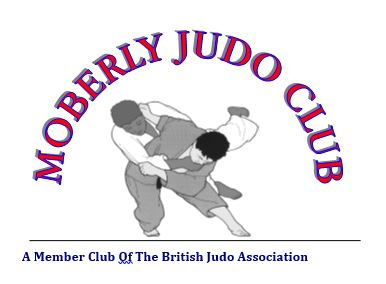 MOBERLY JUDO CLUB
A Member Club Of The British Judo Association